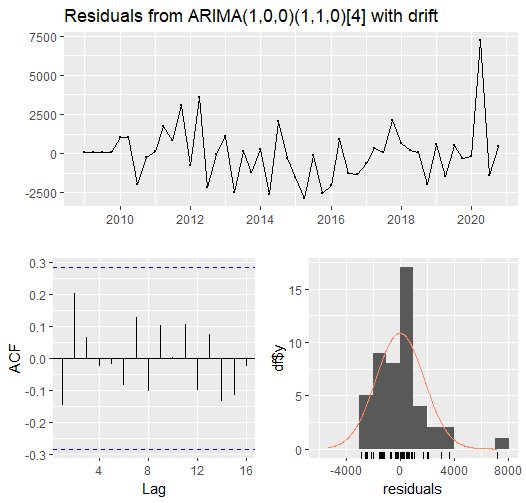 Residuals from ARIMA(1,0,0)(1,1,0)[4] with drift
7500
5000
2500
0
-2500
2010 2012 2014 2016 2018 2020
0.3
0.2
0.1
0.0
-0.1
-0.2
-0.3
ACF
4 8 12 16
Lag
df$y
15
10
5
0
-4000 0 4000 8000
residuals